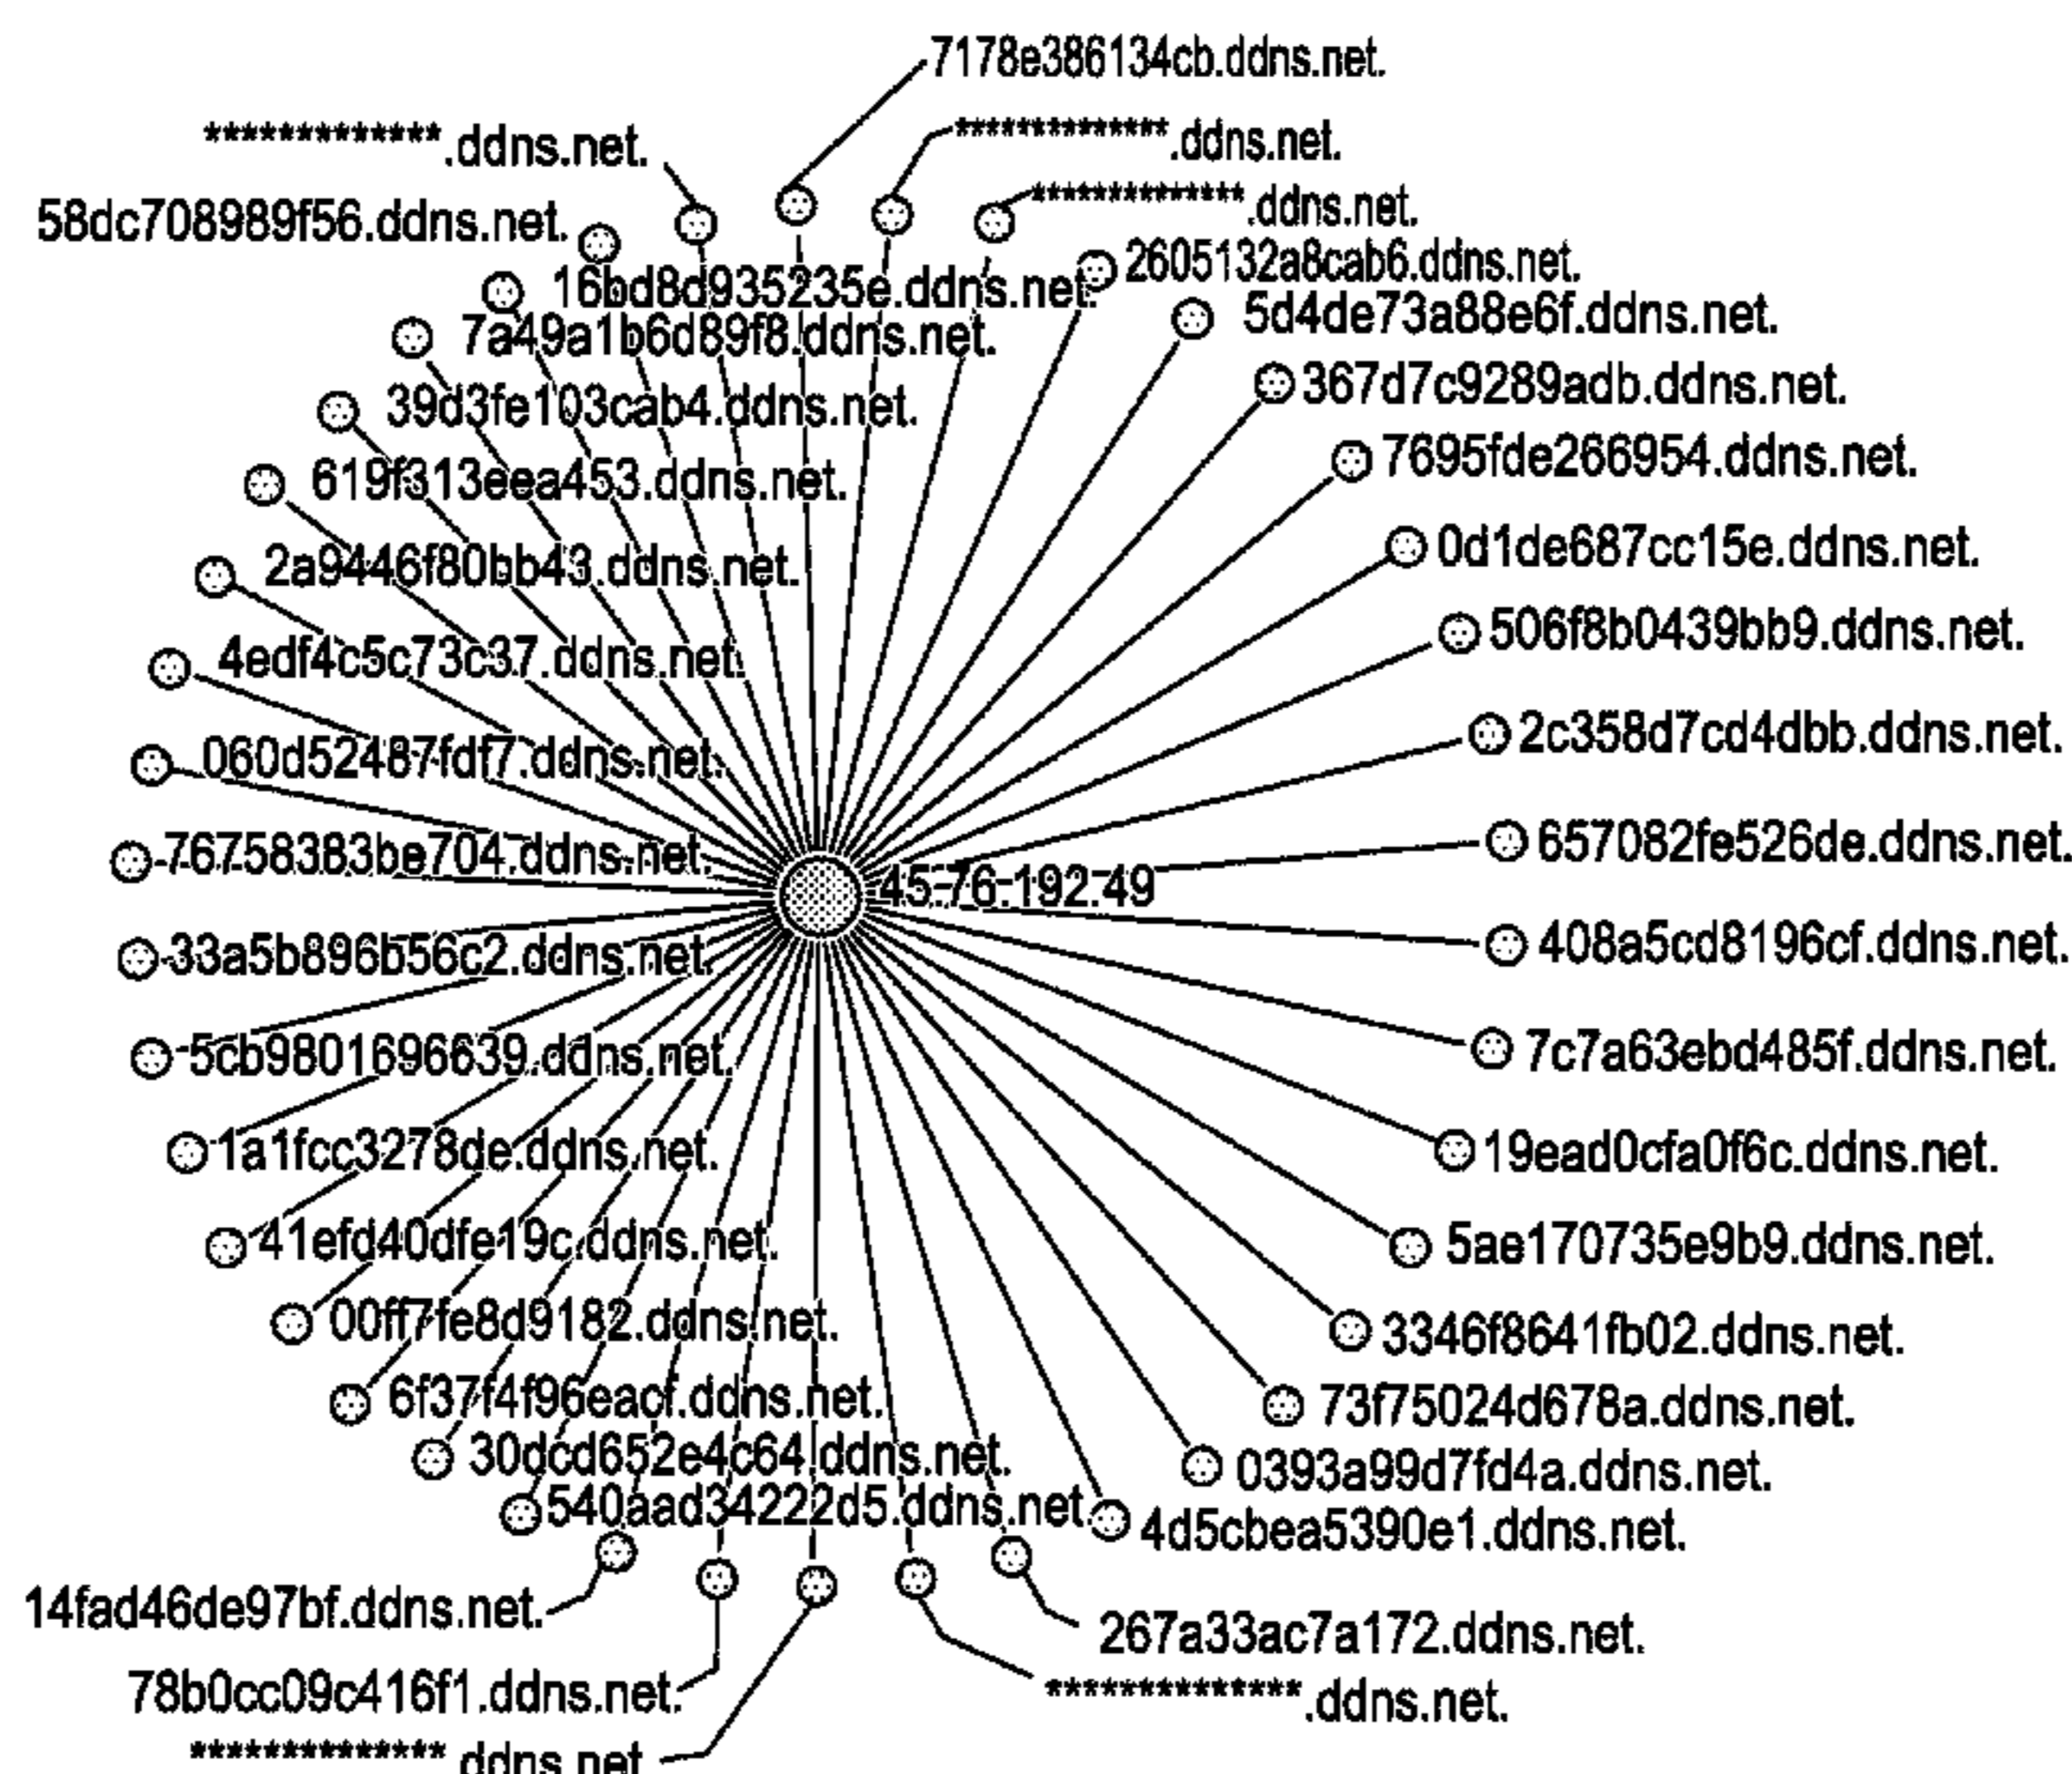 7178e386134cb.ddns.net.
*************.ddns.net.
**************.ddns.net.
**************.ddns.net.
58dc708989f56.ddns.net.
2605132a8cab6.ddns.net.
16bd8d935235e.ddns.net.
5d4de73a88e6f.ddns.net.
7a49a1b6d89f8.ddns.net.
367d7c9289adb.ddns.net.
39d3fe103cab4.ddns.net.
7695fde266954.ddns.net.
619f313eea453.ddns.net.
0d1de687cc15e.ddns.net.
2a9446f80bb43.ddns.net.
506f8b0439bb9.ddns.net.
4edf4c5c73c37.ddns.net.
2c358d7cd4dbb.ddns.net.
060d52487fdf7.ddns.net.
657082fe526de.ddns.net.
76758383be704.ddns.net.
45.76.192.49
408a5cd8196cf.ddns.net.
33a5b896b56c2.ddns.net.
7c7a63ebd485f.ddns.net.
5cb9801696639.ddns.net.
19ead0cfa0f6c.ddns.net.
1a1fcc3278de.ddns.net.
41efd40dfe19c.ddns.net.
5ae170735e9b9.ddns.net.
00ff7fe8d9182.ddns.net.
3346f8641fb02.ddns.net.
6f37f4f96eacf.ddns.net.
73f75024d678a.ddns.net.
30dcd652e4c64.ddns.net.
0393a99d7fd4a.ddns.net.
540aad34222d5.ddns.net.
4d5cbea5390e1.ddns.net.
14fad46de97bf.ddns.net.
267a33ac7a172.ddns.net.
78b0cc09c416f1.ddns.net.
**************.ddns.net.
**************.ddns.net